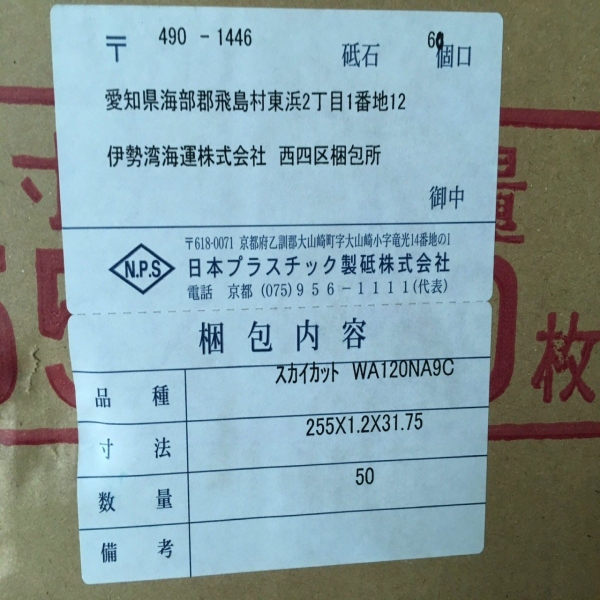 〒 490 -1446 砥石 個口
愛知県海部郡飛島村東浜2丁目1番地12
伊勢湾海運株式会社 西四区梱包所
御中
〒618-0071 京都府乙訓郡大山崎町字大山崎小字竜光14番地の1
N.P.S 日本プラスチック製砥株式会社
電話 京都 (075)956-1111(代表)
梱包内容
品種 スカイカット WA120NA9C
寸法 255X1.2X31.75
数量 50
備考
寸 量
枚